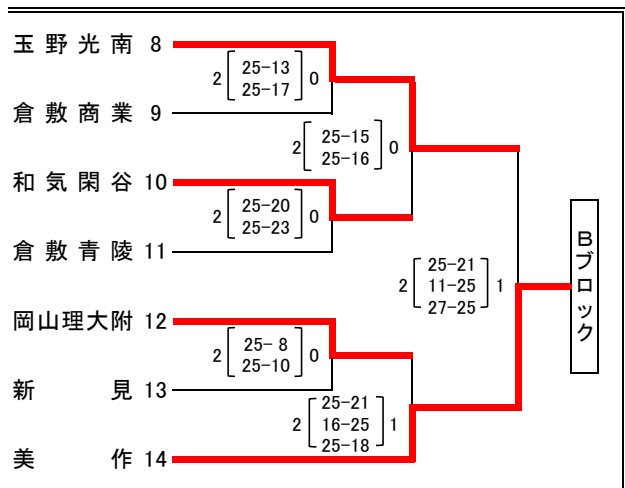 玉野光南 8
2 25-13 0
25-17
倉敷商業 9
2 25-15 0
25-16
和気閑谷 10
2 25-20 0
25-23
倉敷青陵 11
2 25-21 1
11-25
27-25
Bブロック
岡山理大附 12
2 25- 8 0
25-10
新見 13
2 25-21 1
16-25
25-18
美作 14